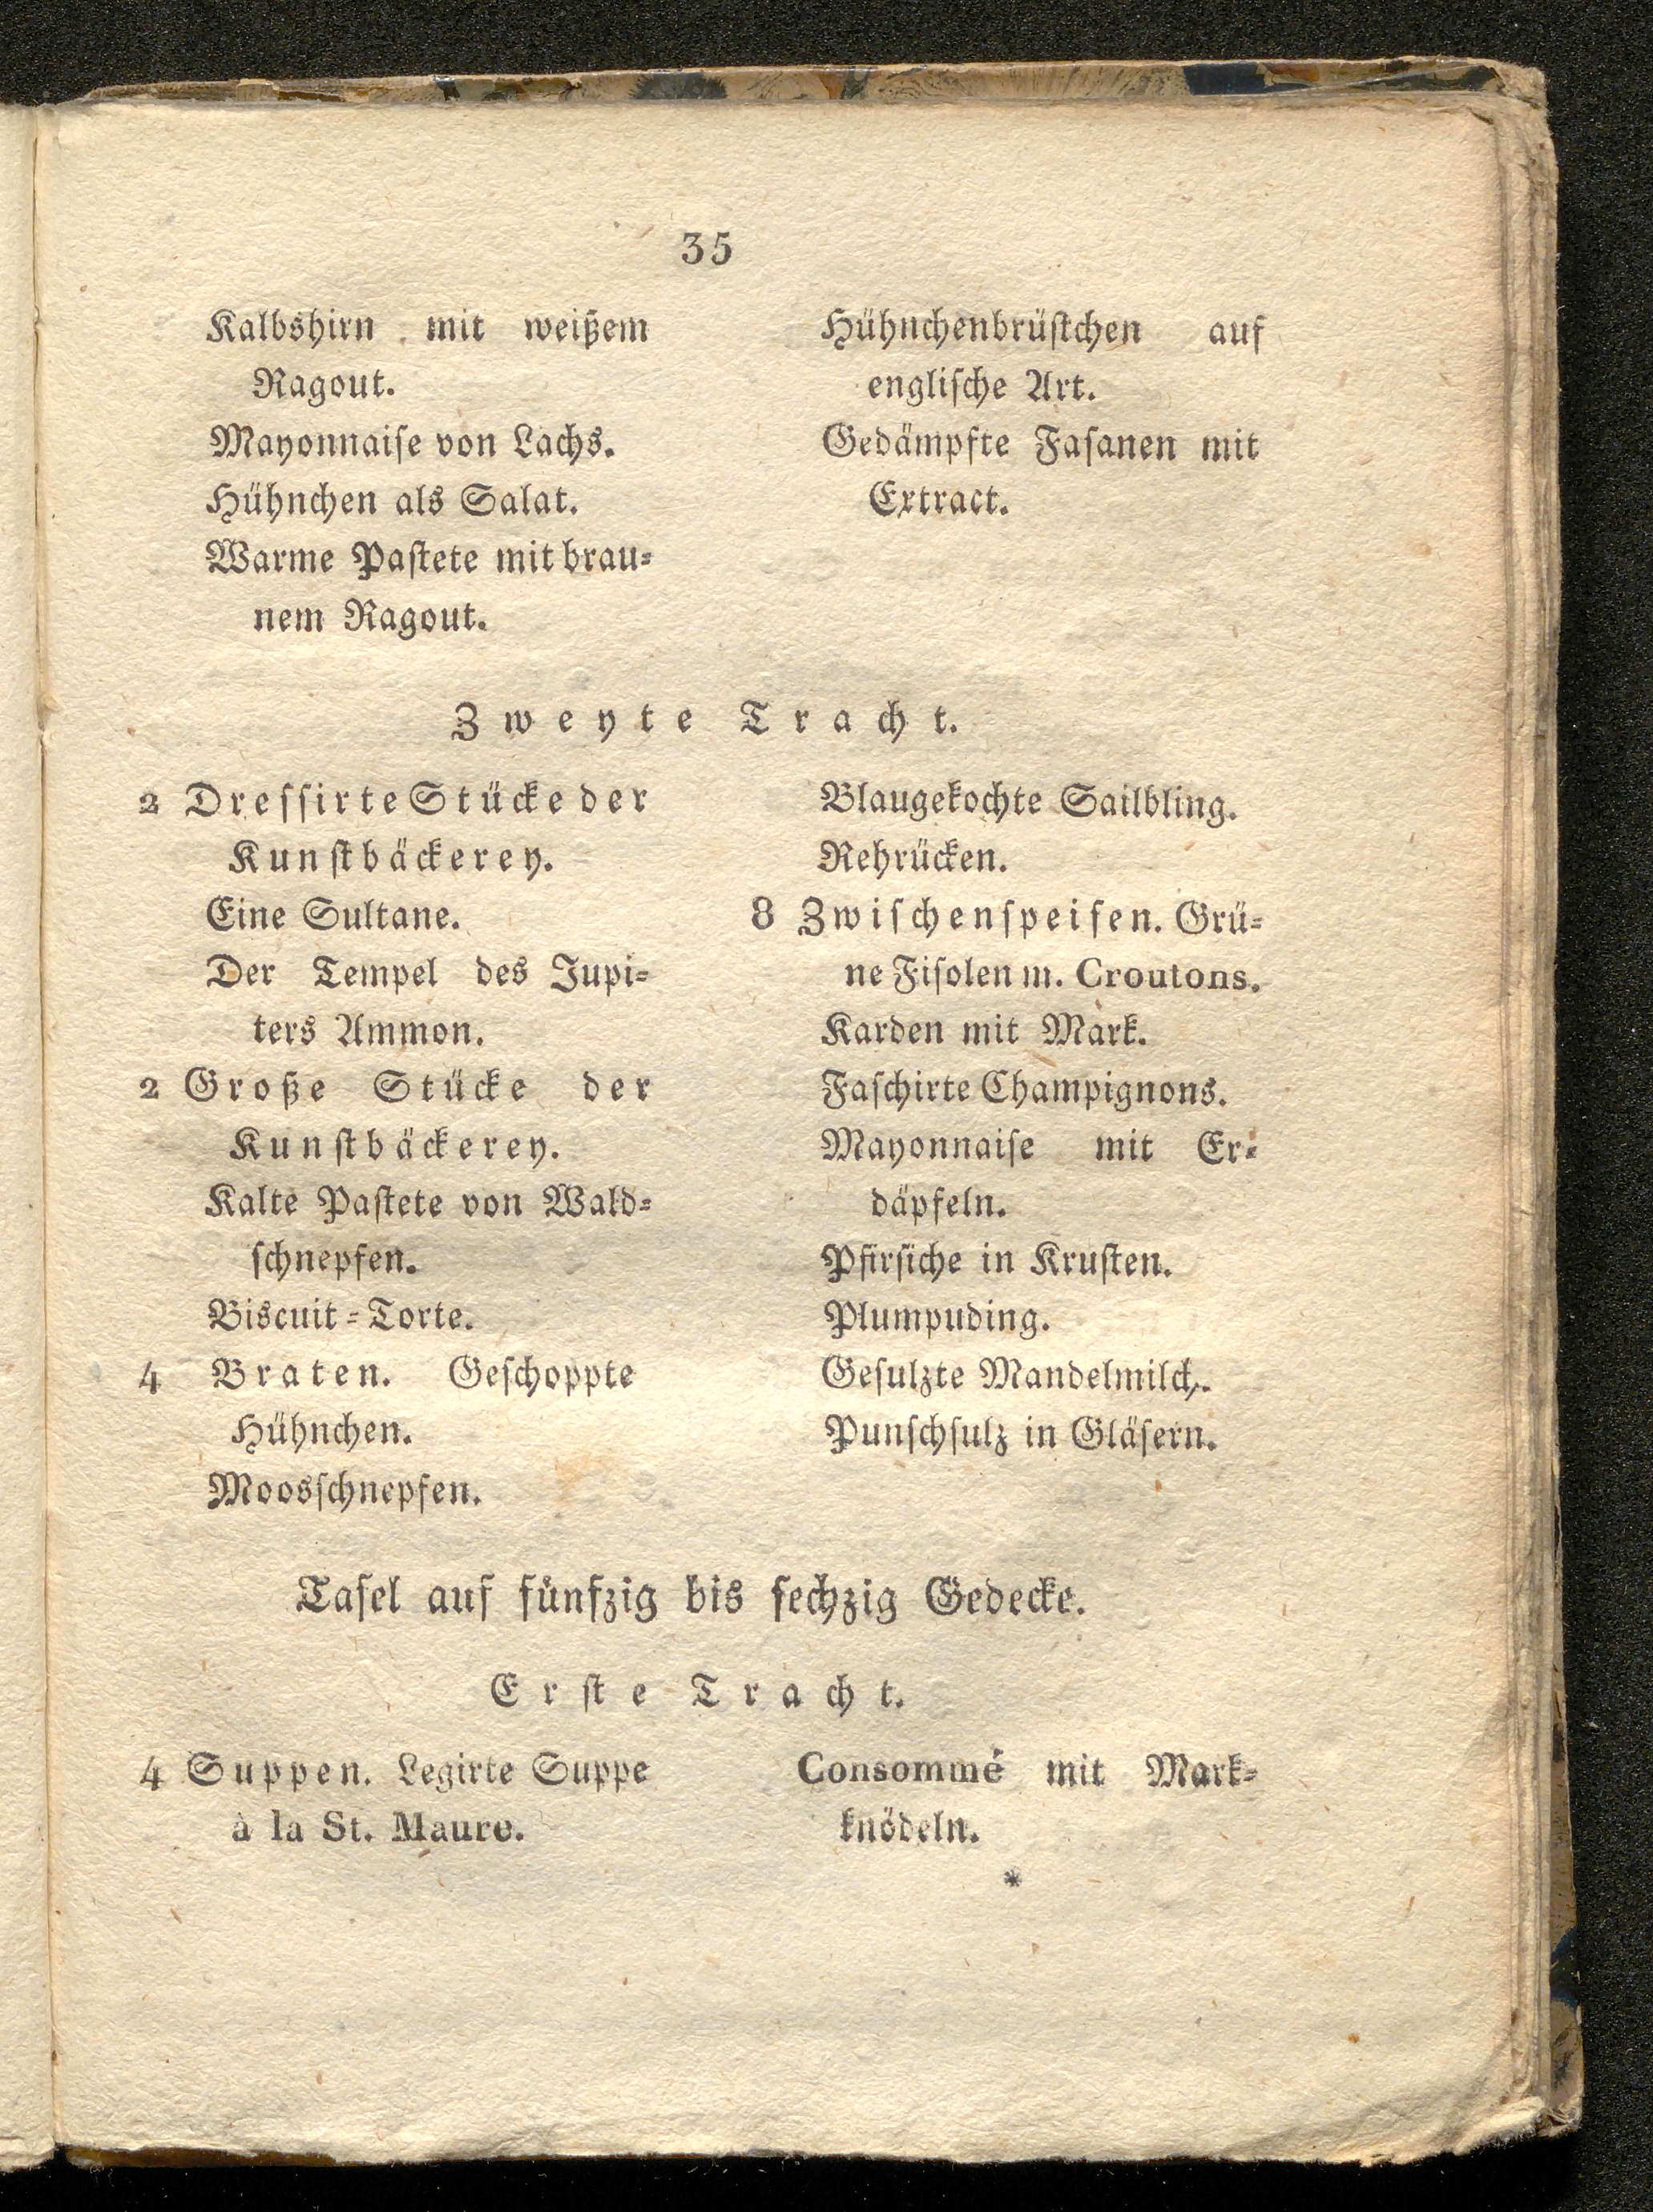 35
Kalbshirn mit weißem
Ragout.
Mayonnaise von Lachs.
Hühnchen als Salat.
Warme Pastete mit brau=
nem Ragout.
Hühnchenbrüstchen auf
englische Art.
Gedämpfte Fasanen mit
Extract.
Zweyte Tracht.
2 Dressirte Stücke der
Kunstbäckerey.
Eine Sultane.
Der Tempel des Jupi=
ters Ammon.
2 Große Stücke der
Kunstbäckerey.
Kalte Pastete von Wald=
schnepfen.
Biscuit=Torte.
4 Braten. Geschoppte
Hühnchen.
Moosschnepfen.
Blaugekochte Sailbling.
Rehrücken.
8 Zwischenspeisen. Grü=
ne Fisolen m. Croutons.
Karden mit Mark.
Faschirte Champignons.
Mayonnaise mit Er=
däpfeln.
Pfirsiche in Krusten.
Plumpuding.
Gesulzte Mandelmilch.
Punschsulz in Gläsern.
Tafel auf fünfzig bis sechzig Gedecke.
Erste Tracht.
4 Suppen. Legirte Suppe
à la St. Maure.
Consommé mit Mark=
knödeln.
*